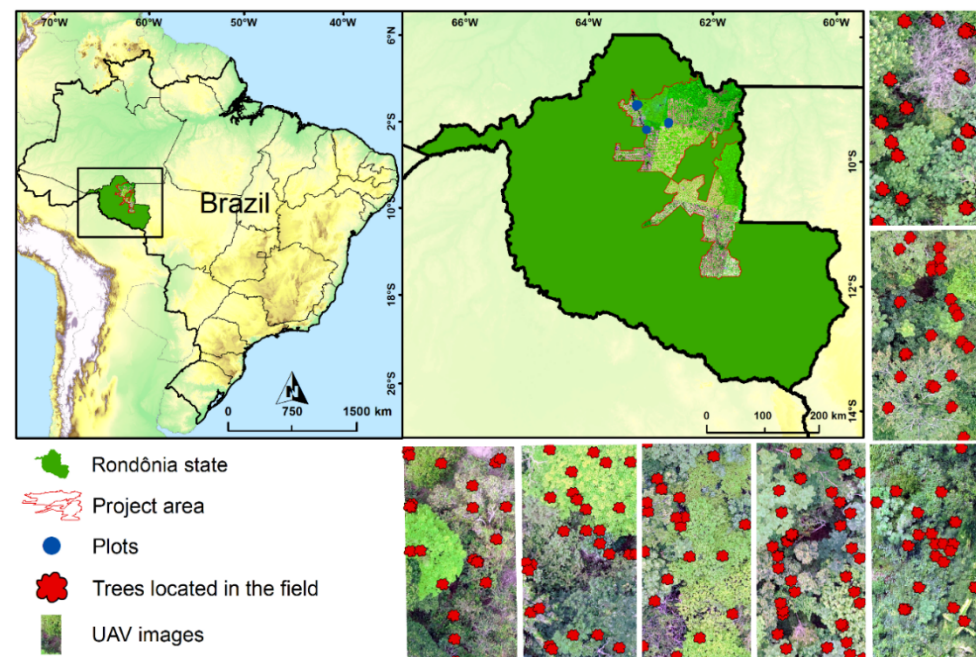 70°W 60°W 50°W 40°W
6°N
2°S
10°S
18°S
26°S
Brazil
N
0 750 1500 km
66°W 64°W 62°W 60°W
10°S
12°S
14°S
0 100 200 km
Rondônia state
Project area
Plots
Trees located in the field
UAV images